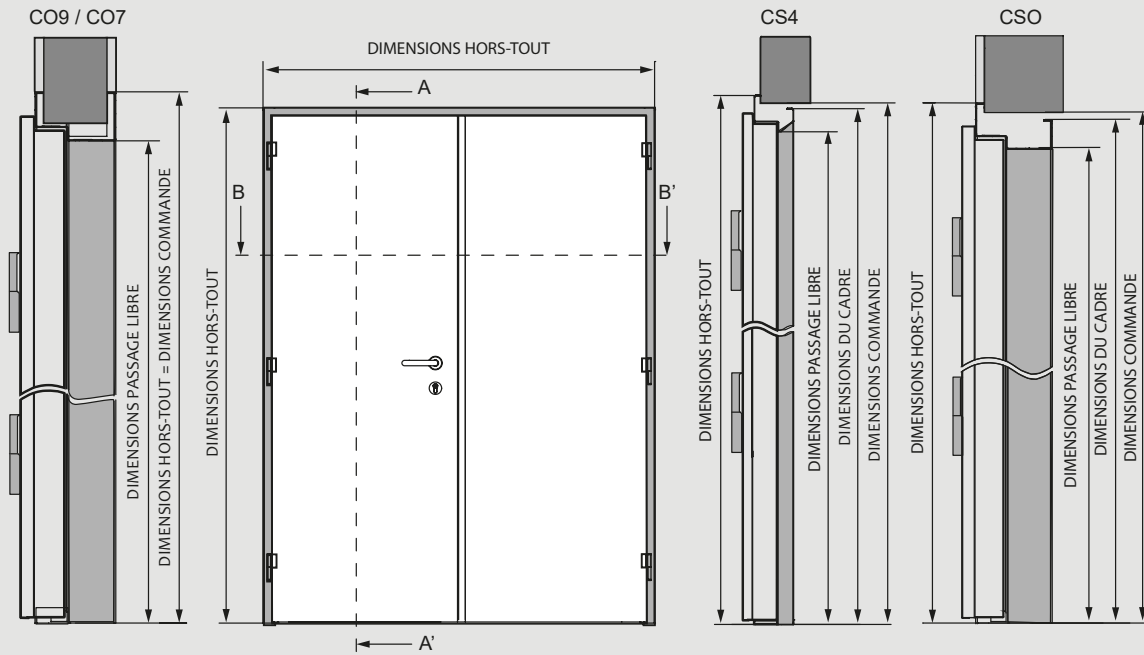 CO9 / CO7
DIMENSIONS PASSAGE LIBRE
DIMENSIONS HORS-TOUT = DIMENSIONS COMMANDE
DIMENSIONS HORS-TOUT
DIMENSIONS HORS-TOUT
A
B
B'
A'
CS4
DIMENSIONS HORS-TOUT
DIMENSIONS PASSAGE LIBRE
DIMENSIONS DU CADRE
DIMENSIONS COMMANDE
CSO
DIMENSIONS HORS-TOUT
DIMENSIONS PASSAGE LIBRE
DIMENSIONS DU CADRE
DIMENSIONS COMMANDE